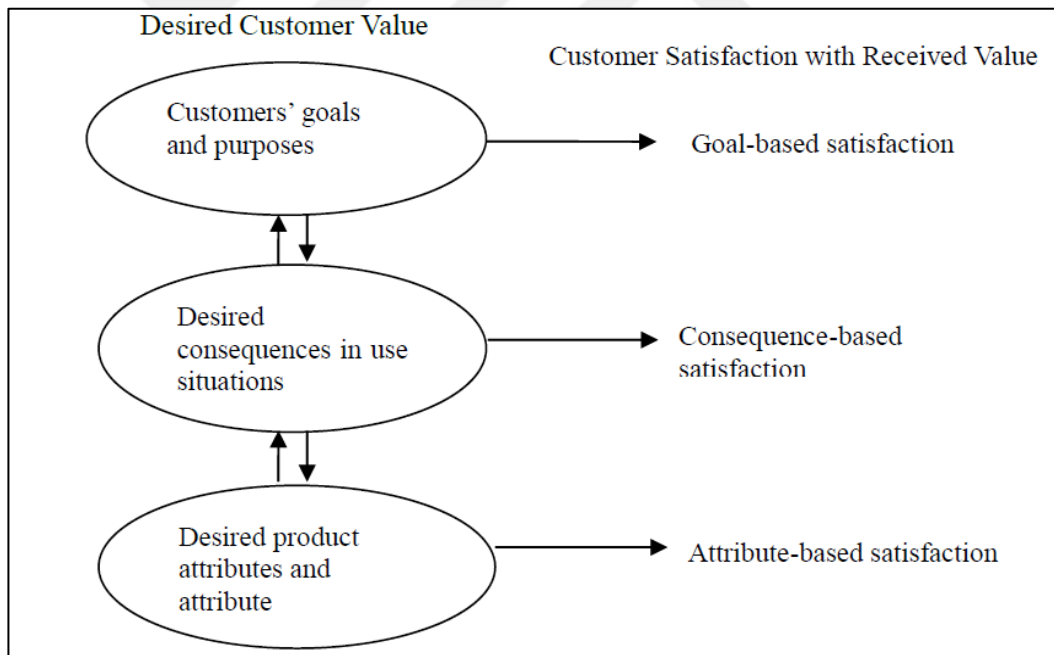 Desired Customer Value
Customer Satisfaction with Received Value
Customers’ goals
and purposes
Goal-based satisfaction
Desired
consequences in use
situations
Consequence-based
satisfaction
Desired product
attributes and
attribute
Attribute-based satisfaction